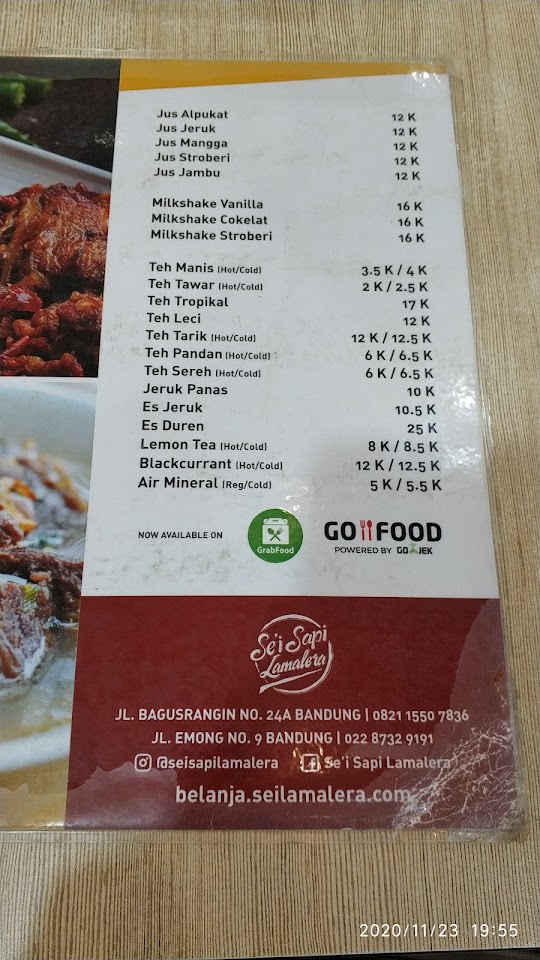 Jus Alpukat 12 K
Jus Jeruk 12 K
Jus Mangga 12 K
Jus Stroberi 12 K
Jus Jambu 12 K
Milkshake Vanilla 16 K
Milkshake Cokelat 16 K
Milkshake Stroberi 16 K
Teh Manis (Hot/Cold) 3.5 K / 4 K
Teh Tawar (Hot/Cold) 2 K / 2.5 K
Teh Tropikal 17 K
Teh Leci 12 K
Teh Tarik (Hot/Cold) 12 K / 12.5 K
Teh Pandan (Hot/Cold) 6 K / 6.5 K
Teh Sereh (Hot/Cold) 6 K / 6.5 K
Jeruk Panas 10 K
Es Jeruk 10.5 K
Es Duren 25 K
Lemon Tea (Hot/Cold) 8 K / 8.5 K
Blackcurrant (Hot/Cold) 12 K / 12.5 K
Air Mineral (Reg/Cold) 5 K / 5.5 K
NOW AVAILABLE ON GrabFood GO FOOD
POWERED BY GOJEK
Se'i Sapi
Lamalera
JL. BAGUSRANGIN NO. 24A BANDUNG | 0821 1550 7836
JL. EMONG NO. 9 BANDUNG | 022 8732 9191
@seisapilamalera Se'i Sapi Lamalera
belanja.seilamalera.com
2020/11/23 19:55